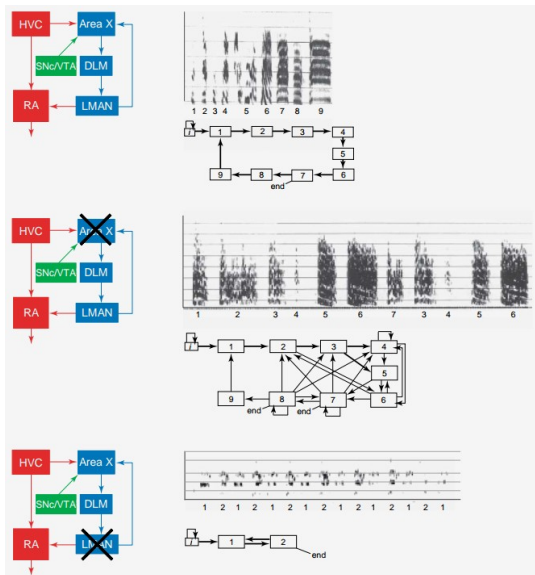 HVC Area X
SNc/VTA DLM
RA LMAN
1 2 3 4 5 6 7 8 9
i 1 2 3 4
5
9 8 7 6
end
HVC Area X
SNc/VTA DLM
RA LMAN
1 2 3 4 5 6 7 3 4 5 6
i 1 2 3 4
5
9 8 7 6
end end
HVC Area X
SNc/VTA DLM
RA LMAN
1 2 1 2 1 2 1 2 1 2 1 2 1 2 1
i 1 2
end